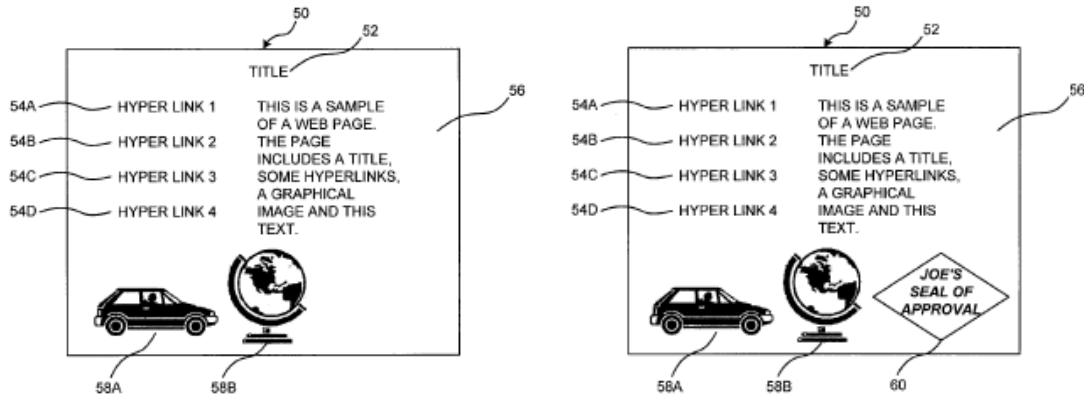 50
52
TITLE
54A
HYPER LINK 1
54B
HYPER LINK 2
54C
HYPER LINK 3
54D
HYPER LINK 4
THIS IS A SAMPLE
OF A WEB PAGE.
THE PAGE
INCLUDES A TITLE,
SOME HYPERLINKS,
A GRAPHICAL
IMAGE AND THIS
TEXT.
56
58A
58B
50
52
TITLE
54A
HYPER LINK 1
54B
HYPER LINK 2
54C
HYPER LINK 3
54D
HYPER LINK 4
THIS IS A SAMPLE
OF A WEB PAGE.
THE PAGE
INCLUDES A TITLE,
SOME HYPERLINKS,
A GRAPHICAL
IMAGE AND THIS
TEXT.
56
JOE'S
SEAL OF
APPROVAL
58A
58B
60